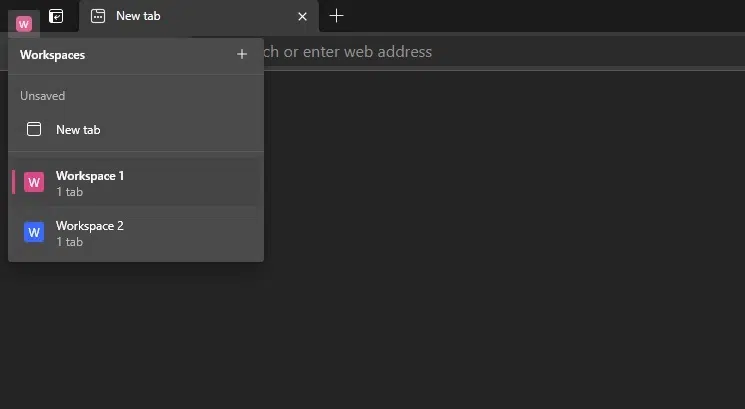 W
New tab
Workspaces
ch or enter web address
Unsaved
New tab
W
Workspace 1
1 tab
W
Workspace 2
1 tab